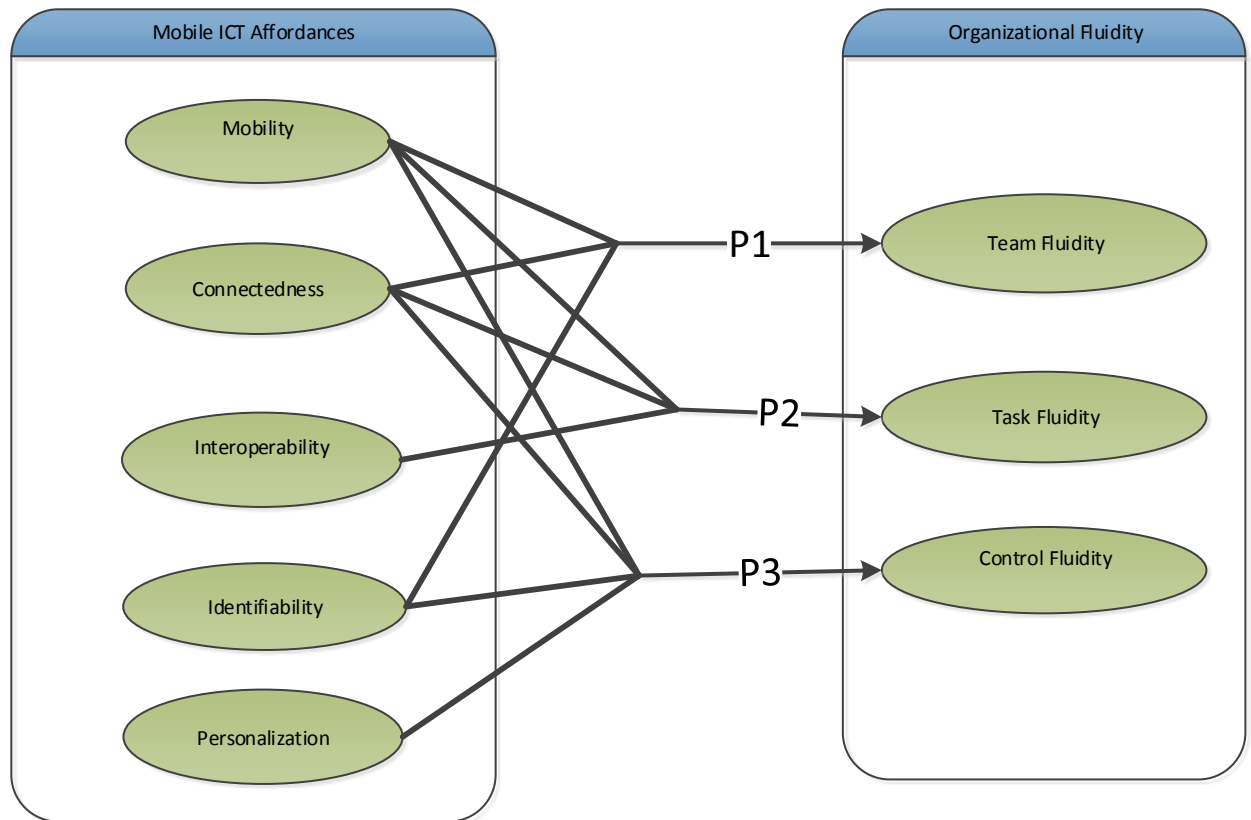 Mobile ICT Affordances
Organizational Fluidity
Mobility
Connectedness
Interoperability
Identifiability
Personalization
P1
P2
P3
Team Fluidity
Task Fluidity
Control Fluidity